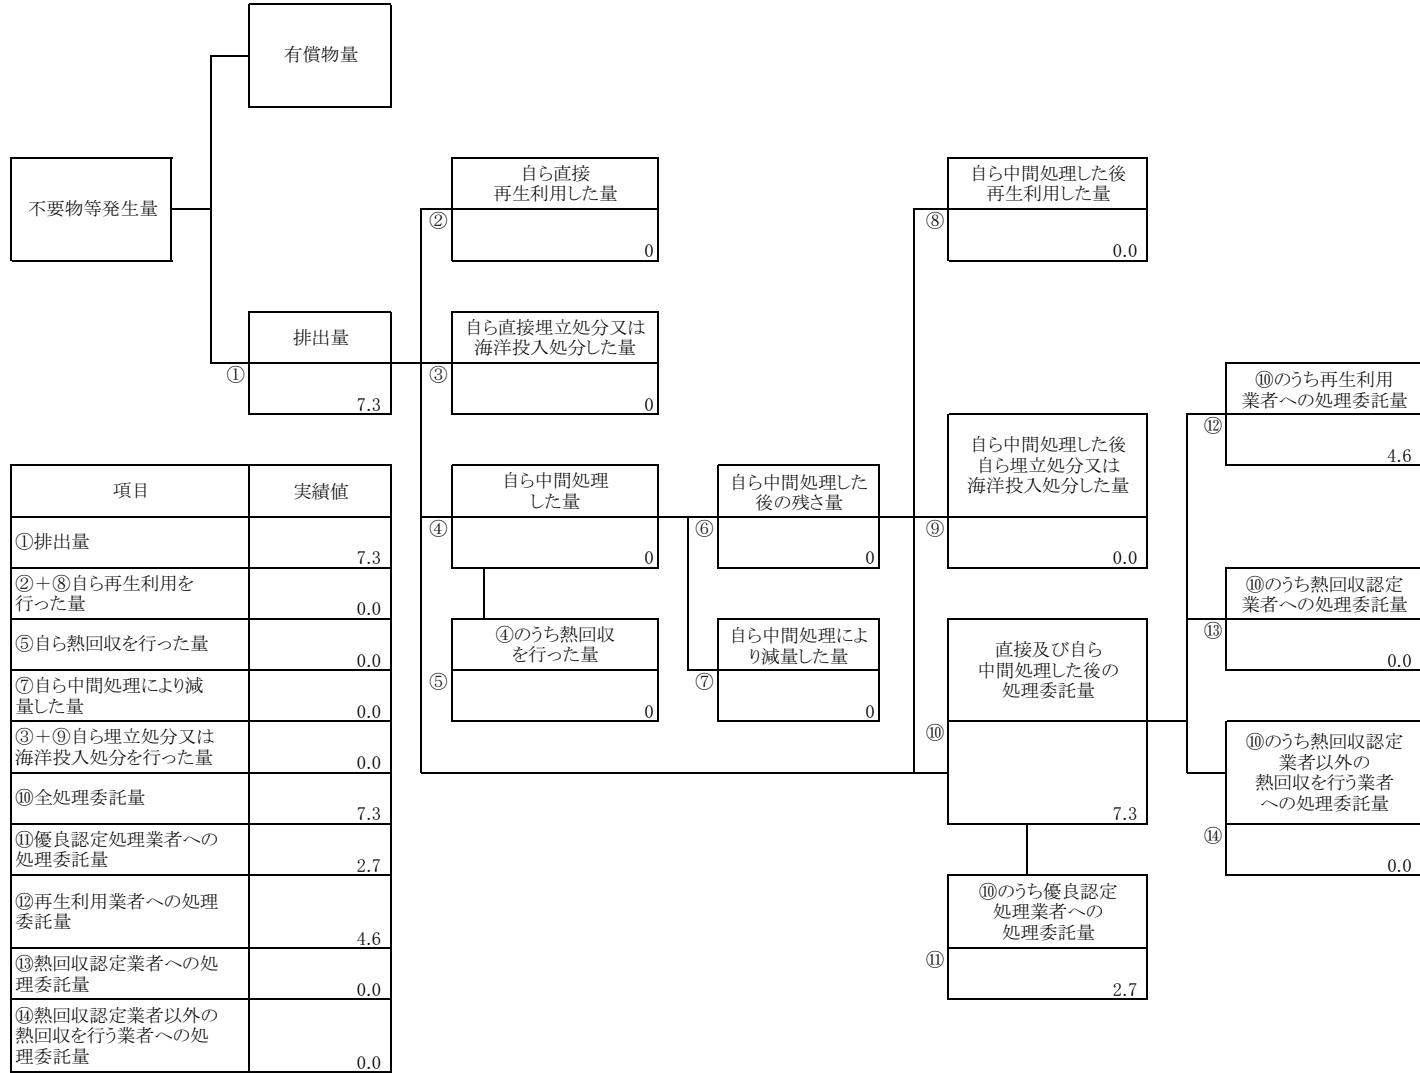 有償物量
不要物等発生量
自ら直接
再生利用した量
②
0
自ら中間処理した後
再生利用した量
⑧
0.0
排出量
①
7.3
自ら直接埋立処分又は
海洋投入処分した量
③
0
⑩のうち再生利用
業者への処理委託量
⑫
4.6
自ら中間処理
した量
④
0
自ら中間処理した
後の残さ量
⑥
0
自ら中間処理した後
自ら埋立処分又は
海洋投入処分した量
⑨
0.0
⑩のうち熱回収認定
業者への処理委託量
⑬
0.0
④のうち熱回収
を行った量
⑤
0
自ら中間処理によ
り減量した量
⑦
0
直接及び自ら
中間処理した後の
処理委託量
⑩
7.3
⑩のうち熱回収認定
業者以外の
熱回収を行う業者
への処理委託量
⑭
0.0
⑩のうち優良認定
処理業者への
処理委託量
⑪
2.7
項目 実績値
①排出量
7.3
②＋⑧自ら再生利用を
行った量
0.0
⑤自ら熱回収を行った量
0.0
⑦自ら中間処理により減
量した量
0.0
③＋⑨自ら埋立処分又は
海洋投入処分を行った量
0.0
⑩全処理委託量
7.3
⑪優良認定処理業者への
処理委託量
2.7
⑫再生利用業者への処理
委託量
4.6
⑬熱回収認定業者への処
理委託量
0.0
⑭熱回収認定業者以外の
熱回収を行う業者への処
理委託量
0.0